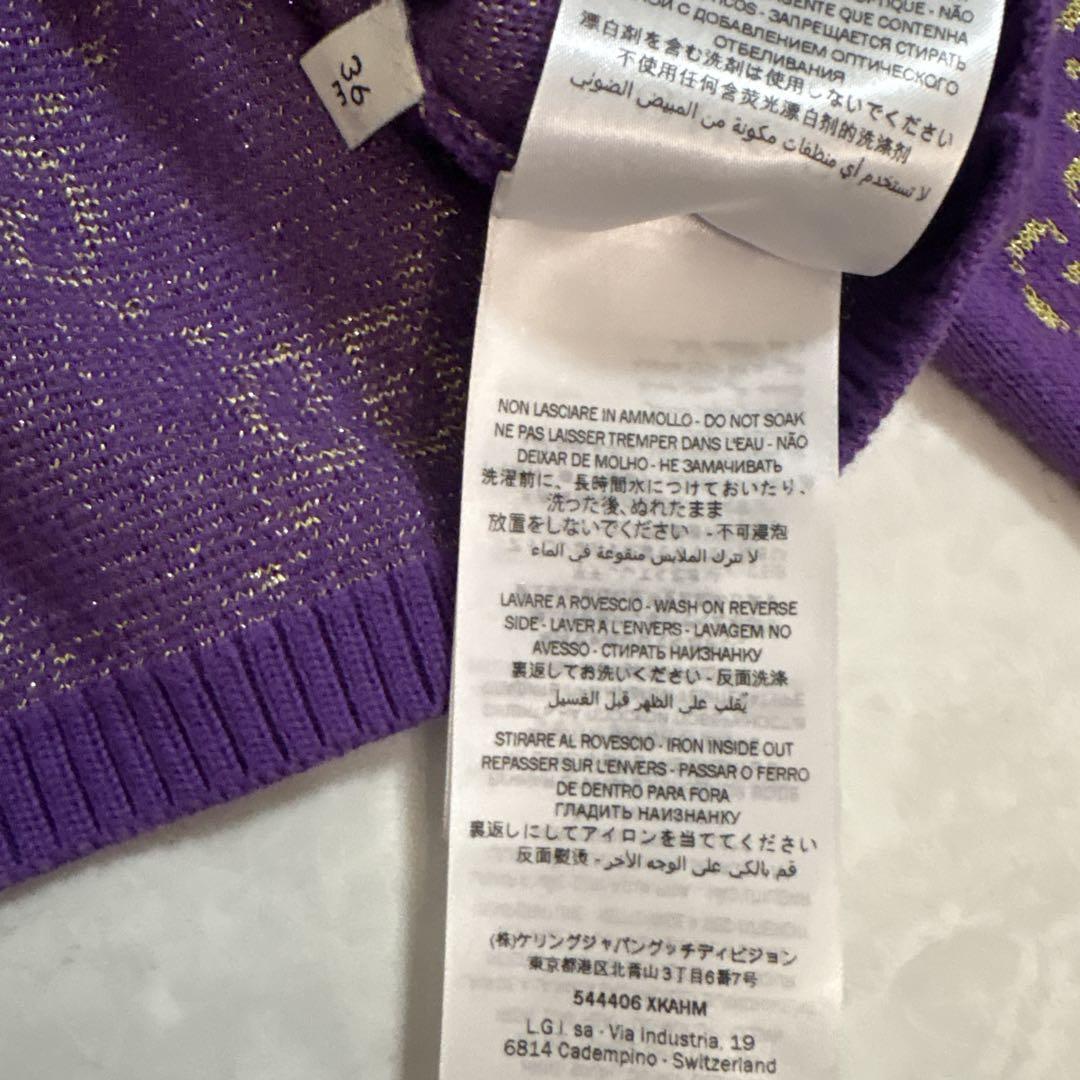 36
M
GENTE QUE CONTENHA
- ЗАПРЕЩАЕТСЯ СТИРАТЬ
С ДОБАВЛЕНИЕМ ОПТИЧЕСКОГО
ОТБЕЛИВАНИЯ
漂白剤を含む洗剤は使用しないでください
不使用任何含荧光漂白剂的洗涤剂
لا تستخدم أي منظفات مكونة من المبيض الضوئي
NON LASCIARE IN AMMOLLO - DO NOT SOAK
NE PAS LAISSER TREMPER DANS L'EAU - NÃO
DEIXAR DE MOLHO - НЕ ЗАМАЧИВАТЬ
洗濯前に、長時間水につけておいたり、
洗った後、ぬれたまま
放置をしないでください - 不可浸泡
لا تترك الملابس منقوعة في الماء
LAVARE A ROVESCIO - WASH ON REVERSE
SIDE - LAVER A L'ENVERS - LAVAGEM NO
AVESSO - СТИРАТЬ НАИЗНАНКУ
裏返してお洗いください - 反面洗涤
يُقلب على الظهر قبل الغسيل
STIRARE AL ROVESCIO - IRON INSIDE OUT
REPASSER SUR L'ENVERS - PASSAR O FERRO
DE DENTRO PARA FORA
ГЛАДИТЬ НАИЗНАНКУ
裏返しにしてアイロンを当ててください
反面熨烫 - قم بالكي على الوجه الآخر
(株)ケリングジャパングッチディビジョン
東京都港区北青山3丁目6番7号
544406 XKAHM
L.G.I. sa - Via Industria, 19
6814 Cadempino - Switzerland